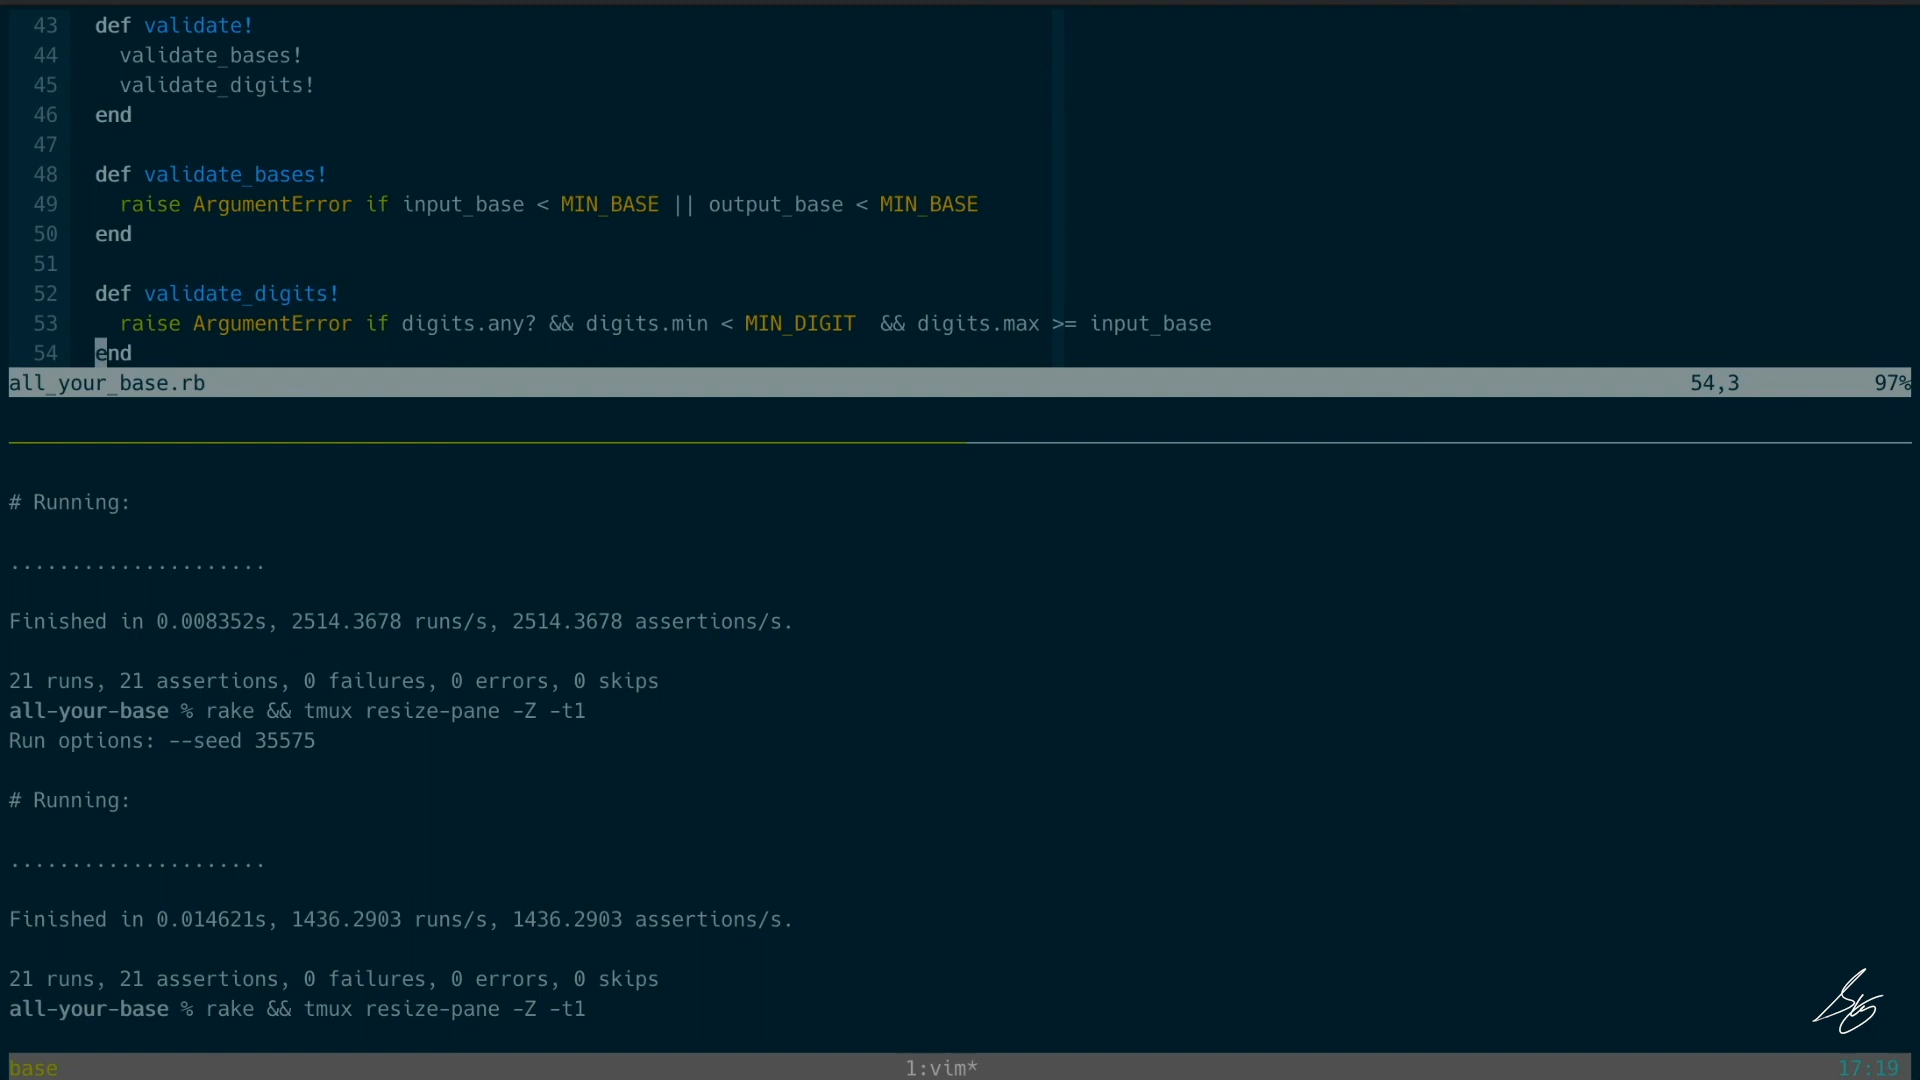 43   def validate!
44     validate_bases!
45     validate_digits!
46   end
47
48   def validate_bases!
49     raise ArgumentError if input_base < MIN_BASE || output_base < MIN_BASE
50   end
51
52   def validate_digits!
53     raise ArgumentError if digits.any? && digits.min < MIN_DIGIT  && digits.max >= input_base
54   end
all_your_base.rb 54,3 97%
# Running:
.....................
Finished in 0.008352s, 2514.3678 runs/s, 2514.3678 assertions/s.
21 runs, 21 assertions, 0 failures, 0 errors, 0 skips
all-your-base % rake && tmux resize-pane -Z -t1
Run options: --seed 35575
# Running:
.....................
Finished in 0.014621s, 1436.2903 runs/s, 1436.2903 assertions/s.
21 runs, 21 assertions, 0 failures, 0 errors, 0 skips
all-your-base % rake && tmux resize-pane -Z -t1
base 1:vim* 17:19